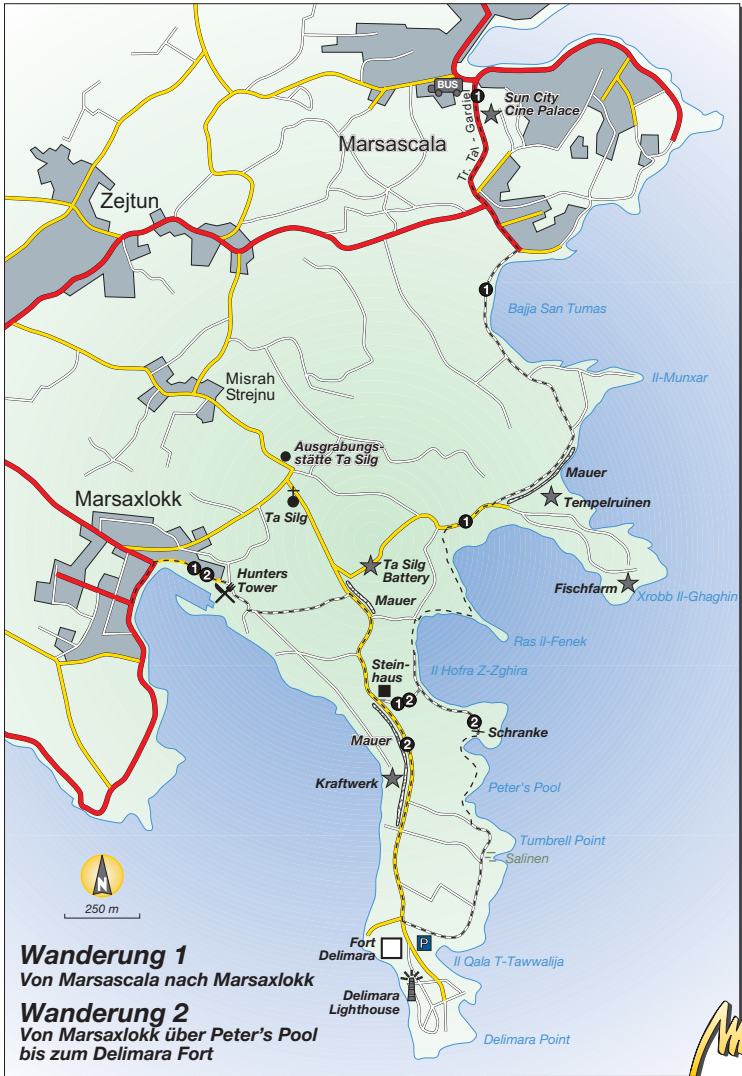 BUS
1
Sun City
Cine Palace
Tr. Tal - Gardiel
Marsascala
Zejtun
1
Bajja San Tumas
Il-Munxar
Misrah
Strejnu
Ausgrabungs-
stätte Ta Silg
Mauer
Tempelruinen
Marsaxlokk
Ta Silg
1
1
2
Hunters
Tower
Ta Silg
Battery
Mauer
Fischfarm
Xrobb Il-Ghaghin
Ras il-Fenek
Stein-
haus
Il Hofra Z-Zghira
1
2
2
Schranke
Mauer
2
Kraftwerk
Peter's Pool
Tumbrell Point
Salinen
N
250 m
Fort
Delimara
P
Il Qala T-Tawwalija
Delimara
Lighthouse
Delimara Point
Wanderung 1
Von Marsascala nach Marsaxlokk
Wanderung 2
Von Marsaxlokk über Peter's Pool
bis zum Delimara Fort